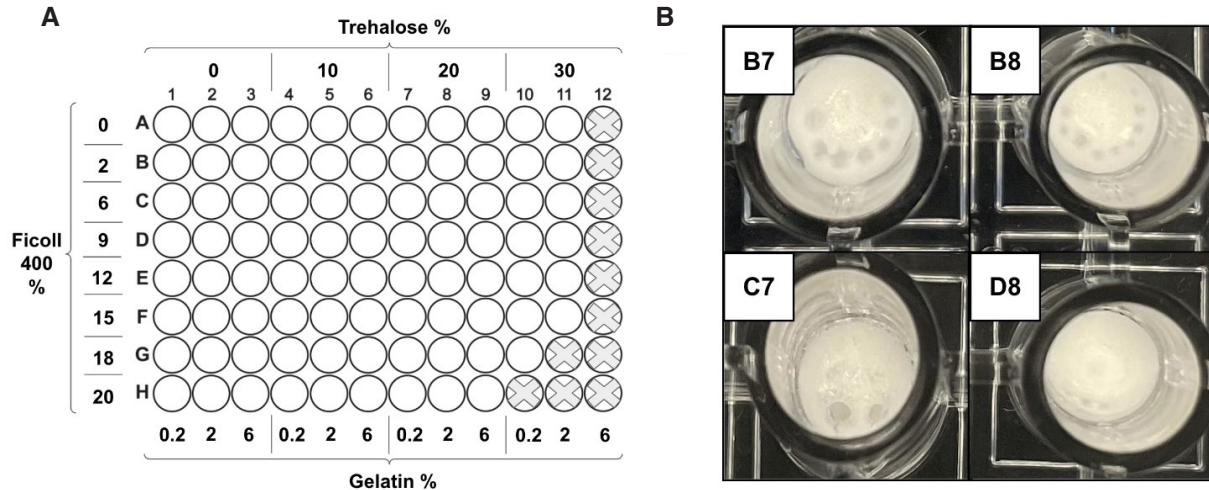 A
B
Trehalose %
0 10 20 30
1 2 3 4 5 6 7 8 9 10 11 12
0 A
2 B
6 C
9 D
12 E
15 F
18 G
20 H
Ficoll
400
%
0.2 2 6 0.2 2 6 0.2 2 6 0.2 2 6
Gelatin %
B7
B8
C7
D8